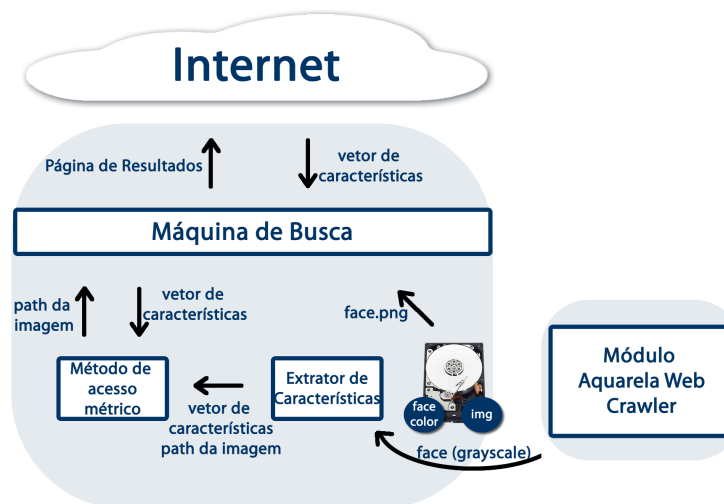 Internet
Página de Resultados
vetor de
características
Máquina de Busca
path da
imagem
vetor de
características
face.png
Método de
acesso
métrico
Extrator de
Características
face
color
img
Módulo
Aquarela Web
Crawler
vetor de
características
path da imagem
face (grayscale)